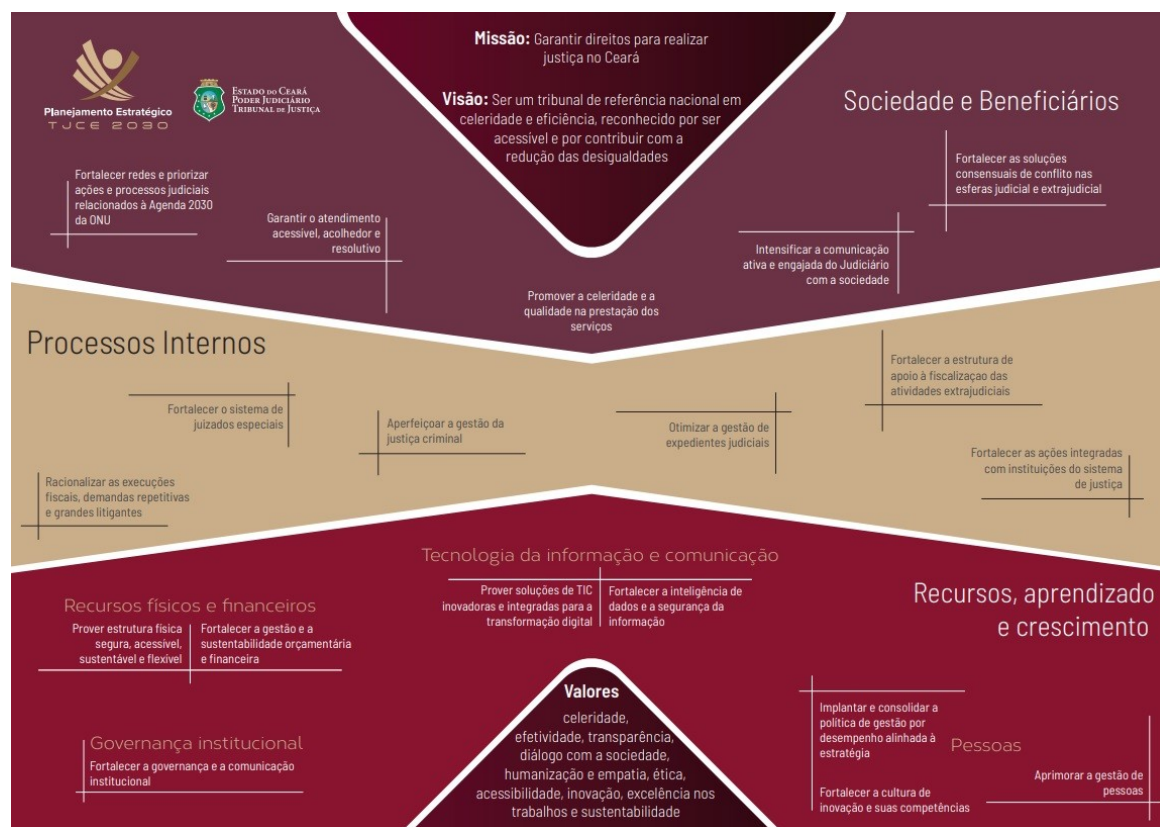 Planejamento Estratégico
TJCE 2030
ESTADO DO CEARÁ
PODER JUDICIÁRIO
TRIBUNAL DE JUSTIÇA
Missão: Garantir direitos para realizar
justiça no Ceará
Visão: Ser um tribunal de referência nacional em
celeridade e eficiência, reconhecido por ser
acessível e por contribuir com a
redução das desigualdades
Sociedade e Beneficiários
Fortalecer redes e priorizar
ações e processos judiciais
relacionados à Agenda 2030
da ONU
Garantir o atendimento
acessível, acolhedor e
resolutivo
Promover a celeridade e a
qualidade na prestação dos
serviços
Intensificar a comunicação
ativa e engajada do Judiciário
com a sociedade
Fortalecer as soluções
consensuais de conflito nas
esferas judicial e extrajudicial
Processos Internos
Racionalizar as execuções
fiscais, demandas repetitivas
e grandes litigantes
Fortalecer o sistema de
juizados especiais
Aperfeiçoar a gestão da
justiça criminal
Otimizar a gestão de
expedientes judiciais
Fortalecer a estrutura de
apoio à fiscalizaçao das
atividades extrajudiciais
Fortalecer as ações integradas
com instituições do sistema
de justiça
Recursos, aprendizado
e crescimento
Tecnologia da informação e comunicação
Prover soluções de TIC
inovadoras e integradas para a
transformação digital
Fortalecer a inteligência de
dados e a segurança da
informação
Recursos físicos e financeiros
Prover estrutura física
segura, acessível,
sustentável e flexível
Fortalecer a gestão e a
sustentabilidade orçamentária
e financeira
Governança institucional
Fortalecer a governança e a comunicação
institucional
Valores
celeridade,
efetividade, transparência,
diálogo com a sociedade,
humanização e empatia, ética,
acessibilidade, inovação, excelência nos
trabalhos e sustentabilidade
Pessoas
Implantar e consolidar a
política de gestão por
desempenho alinhada à
estratégia
Fortalecer a cultura de
inovação e suas competências
Aprimorar a gestão de
pessoas